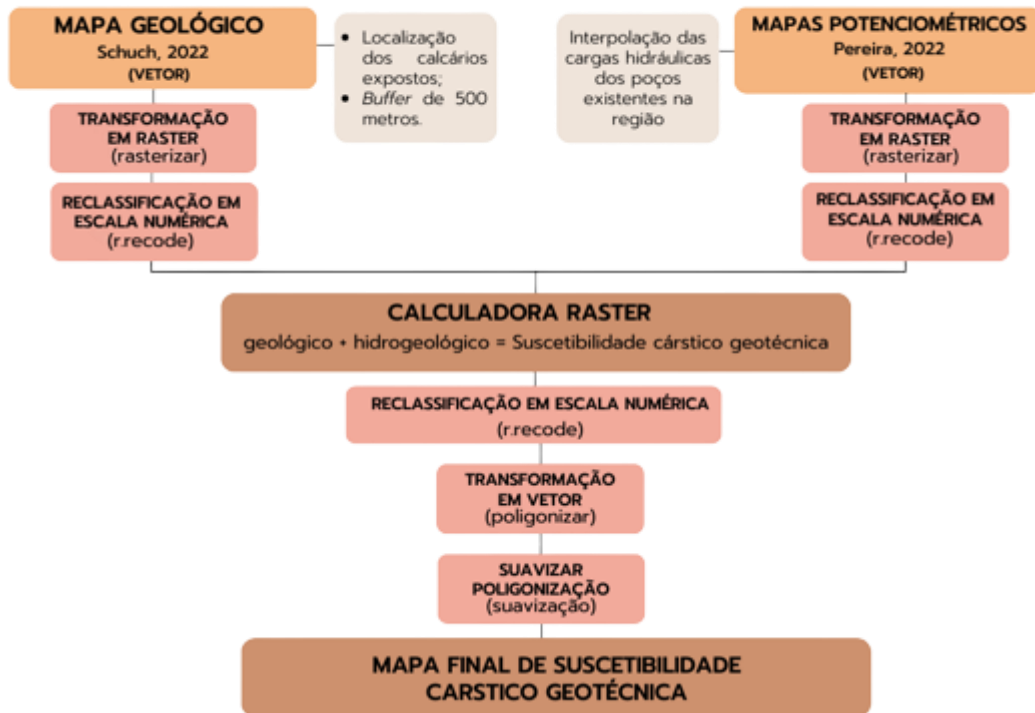 MAPA GEOLÓGICO
Schuch, 2022
(VETOR)
• Localização
dos calcários
expostos;
• Buffer de 500
metros.
Interpolação das
cargas hidráulicas
dos poços
existentes na
região
MAPAS POTENCIOMÉTRICOS
Pereira, 2022
(VETOR)
TRANSFORMAÇÃO
EM RASTER
(rasterizar)
TRANSFORMAÇÃO
EM RASTER
(rasterizar)
RECLASSIFICAÇÃO EM
ESCALA NUMÉRICA
(r.recode)
RECLASSIFICAÇÃO EM
ESCALA NUMÉRICA
(r.recode)
CALCULADORA RASTER
geológico + hidrogeológico = Suscetibilidade cárstico geotécnica
RECLASSIFICAÇÃO EM ESCALA NUMÉRICA
(r.recode)
TRANSFORMAÇÃO
EM VETOR
(poligonizar)
SUAVIZAR
POLIGONIZAÇÃO
(suavização)
MAPA FINAL DE SUSCETIBILIDADE
CARSTICO GEOTÉCNICA